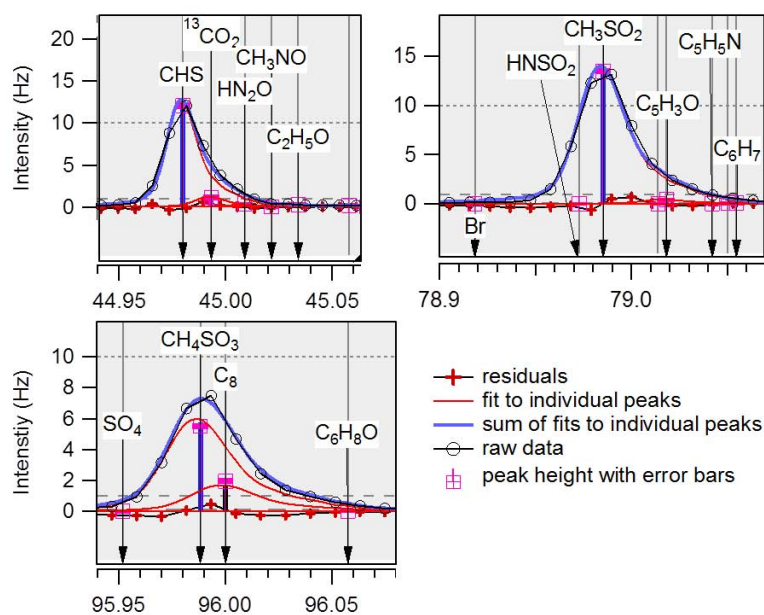 Intensity (Hz)
20
15
10
5
0
¹³CO₂
CH₃NO
CHS
HN₂O
C₂H₅O
44.95
45.00
45.05
15
10
5
0
CH₃SO₂
C₅H₅N
HNSO₂
C₅H₃O
C₆H₇
Br
78.9
79.0
Intenstiy (Hz)
10
8
6
4
2
0
CH₄SO₃
C₈
SO₄
C₆H₈O
95.95
96.00
96.05
residuals
fit to individual peaks
sum of fits to individual peaks
raw data
peak height with error bars